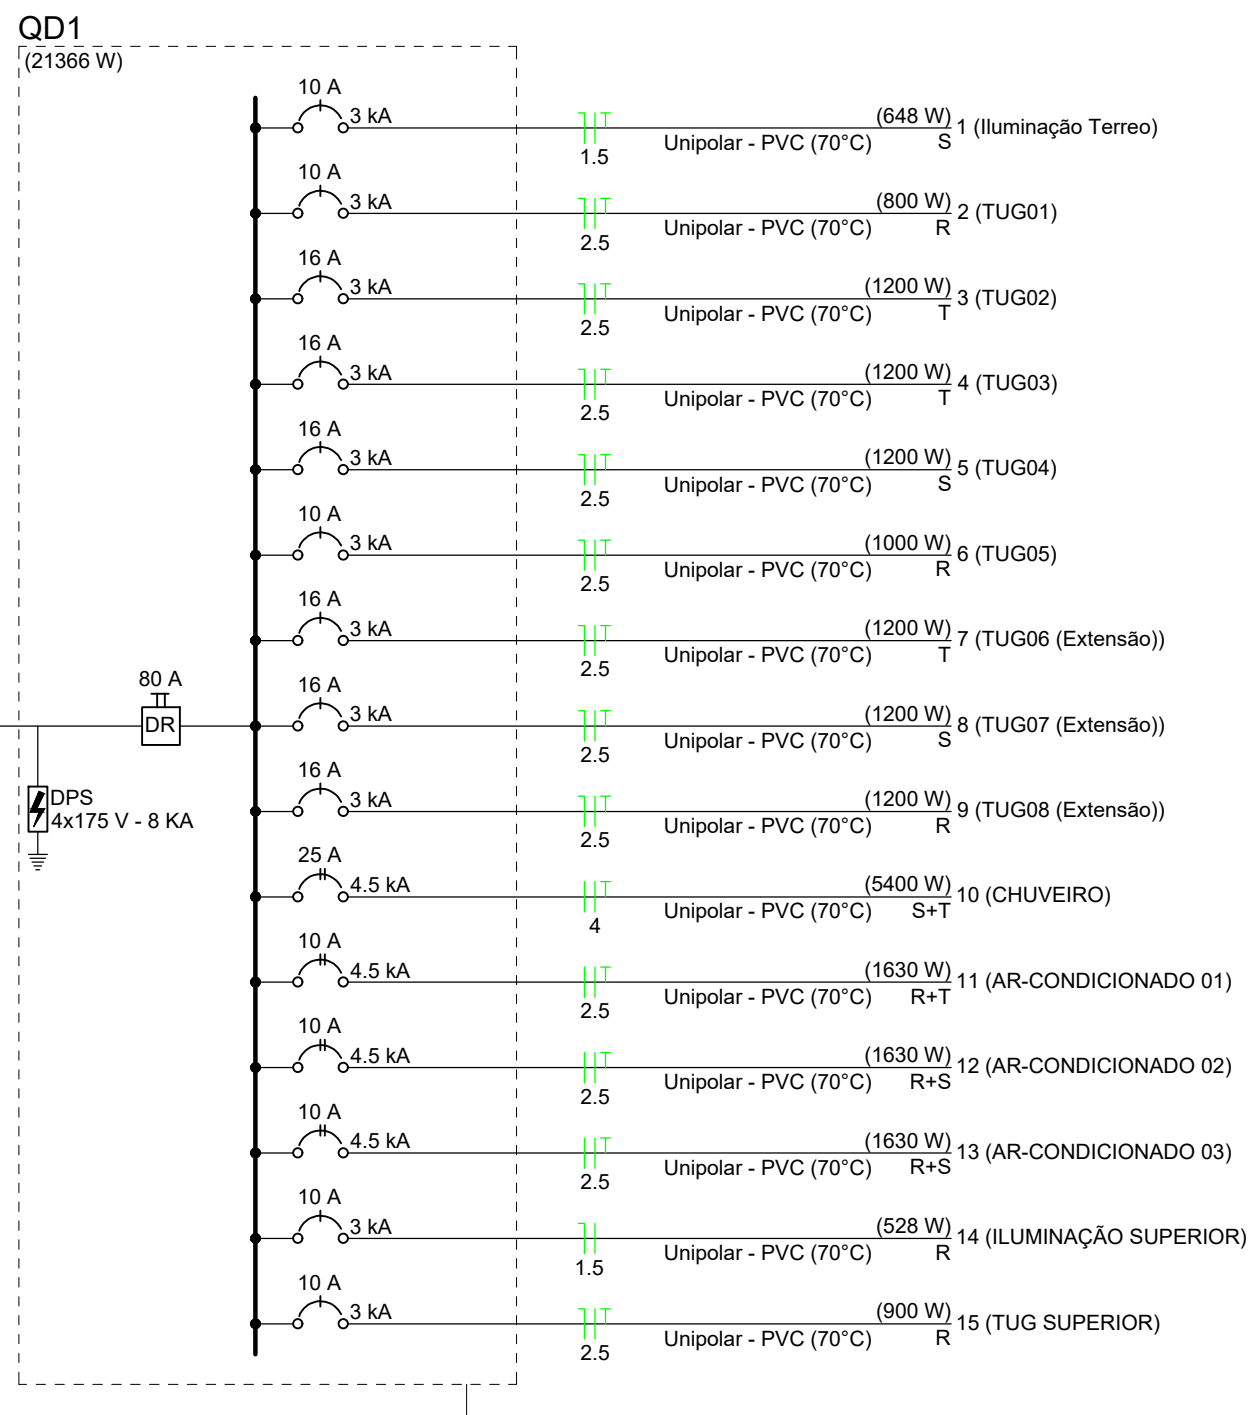 QD1
(21366 W)
10 A
3 kA
1.5
Unipolar - PVC (70°C)
(648 W)
S
1 (Iluminação Terreo)
10 A
3 kA
2.5
Unipolar - PVC (70°C)
(800 W)
R
2 (TUG01)
16 A
3 kA
2.5
Unipolar - PVC (70°C)
(1200 W)
T
3 (TUG02)
16 A
3 kA
2.5
Unipolar - PVC (70°C)
(1200 W)
T
4 (TUG03)
16 A
3 kA
2.5
Unipolar - PVC (70°C)
(1200 W)
S
5 (TUG04)
10 A
3 kA
2.5
Unipolar - PVC (70°C)
(1000 W)
R
6 (TUG05)
16 A
3 kA
2.5
Unipolar - PVC (70°C)
(1200 W)
T
7 (TUG06 (Extensão))
80 A
DR
16 A
3 kA
2.5
Unipolar - PVC (70°C)
(1200 W)
S
8 (TUG07 (Extensão))
DPS
4x175 V - 8 KA
16 A
3 kA
2.5
Unipolar - PVC (70°C)
(1200 W)
R
9 (TUG08 (Extensão))
25 A
4.5 kA
4
Unipolar - PVC (70°C)
(5400 W)
S+T
10 (CHUVEIRO)
10 A
4.5 kA
2.5
Unipolar - PVC (70°C)
(1630 W)
R+T
11 (AR-CONDICIONADO 01)
10 A
4.5 kA
2.5
Unipolar - PVC (70°C)
(1630 W)
R+S
12 (AR-CONDICIONADO 02)
10 A
4.5 kA
2.5
Unipolar - PVC (70°C)
(1630 W)
R+S
13 (AR-CONDICIONADO 03)
10 A
3 kA
1.5
Unipolar - PVC (70°C)
(528 W)
R
14 (ILUMINAÇÃO SUPERIOR)
10 A
3 kA
2.5
Unipolar - PVC (70°C)
(900 W)
R
15 (TUG SUPERIOR)